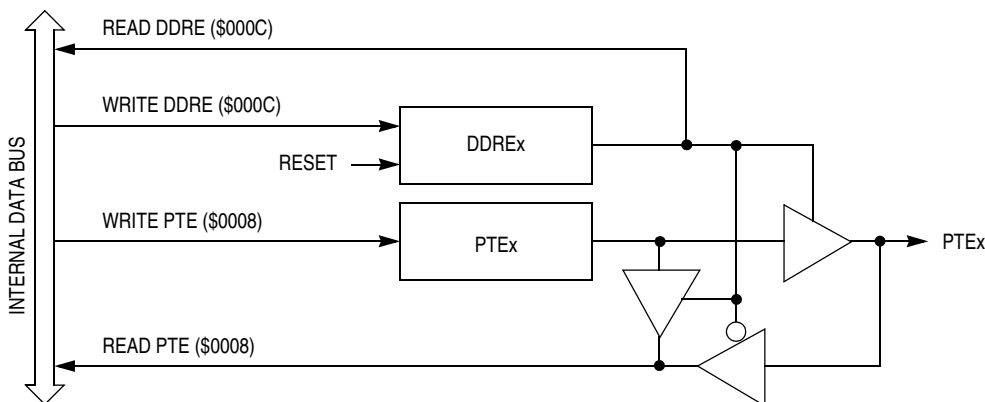 READ DDRE ($000C)
WRITE DDRE ($000C)
DDREx
RESET
INTERNAL DATA BUS
WRITE PTE ($0008)
PTEx
PTEx
READ PTE ($0008)